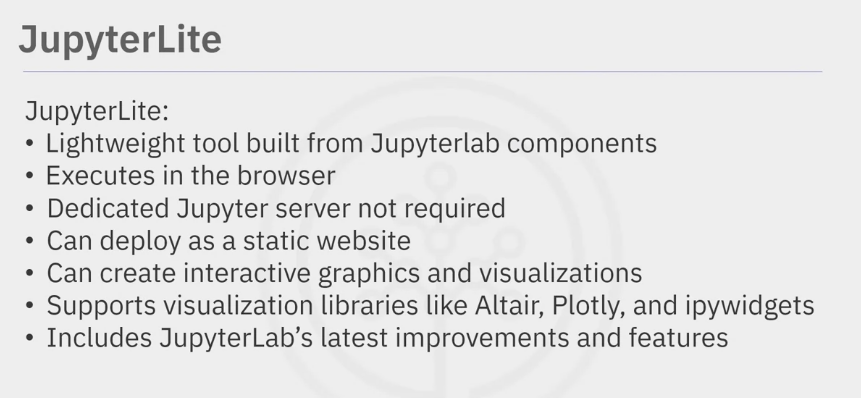 JupyterLite
JupyterLite:
• Lightweight tool built from Jupyterlab components
• Executes in the browser
• Dedicated Jupyter server not required
• Can deploy as a static website
• Can create interactive graphics and visualizations
• Supports visualization libraries like Altair, Plotly, and ipywidgets
• Includes JupyterLab’s latest improvements and features